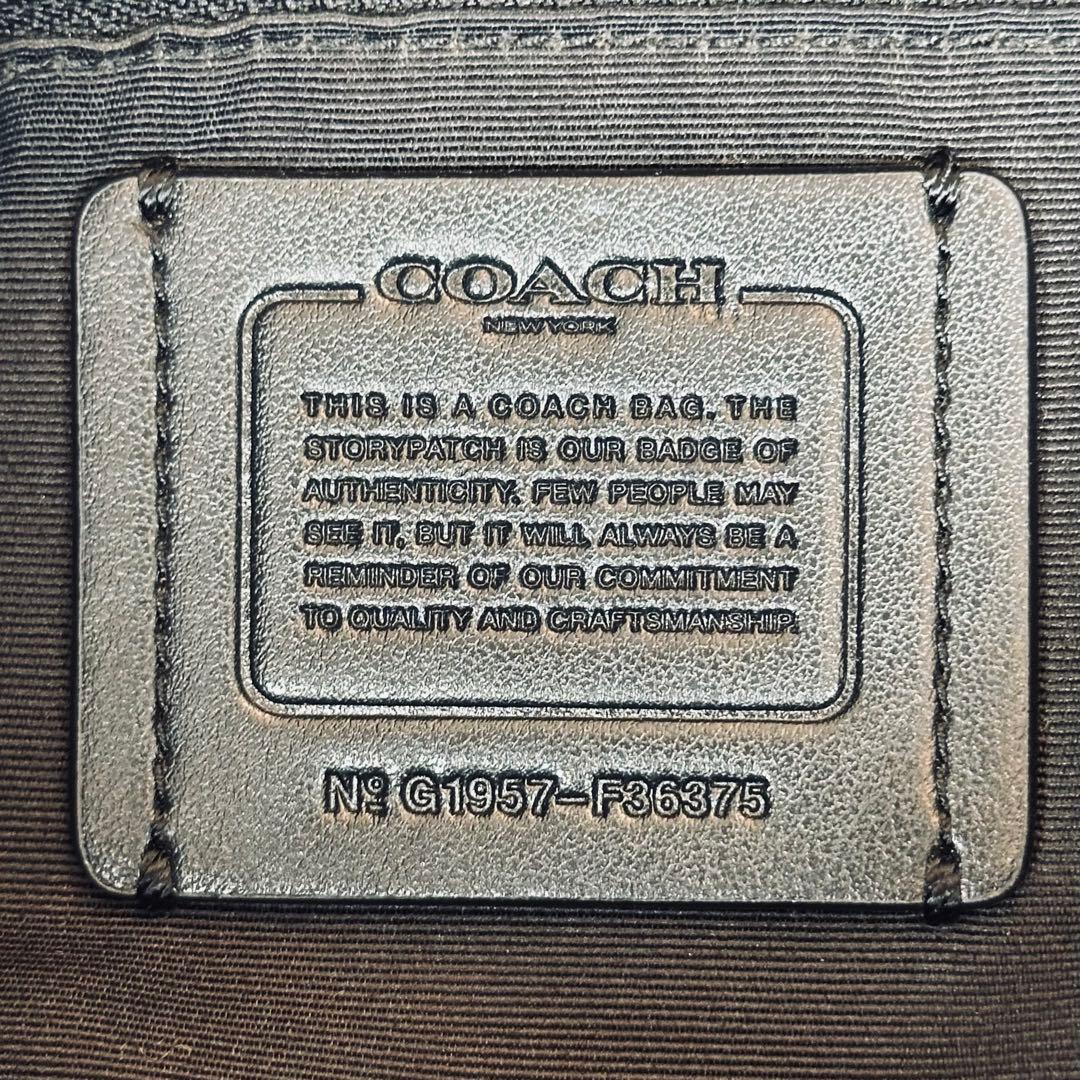 COACH
NEW YORK
THIS IS A COACH BAG. THE
STORYPATCH IS OUR BADGE OF
AUTHENTICITY. FEW PEOPLE MAY
SEE IT, BUT IT WILL ALWAYS BE A
REMINDER OF OUR COMMITMENT
TO QUALITY AND CRAFTSMANSHIP.
Nº G1957–F36375